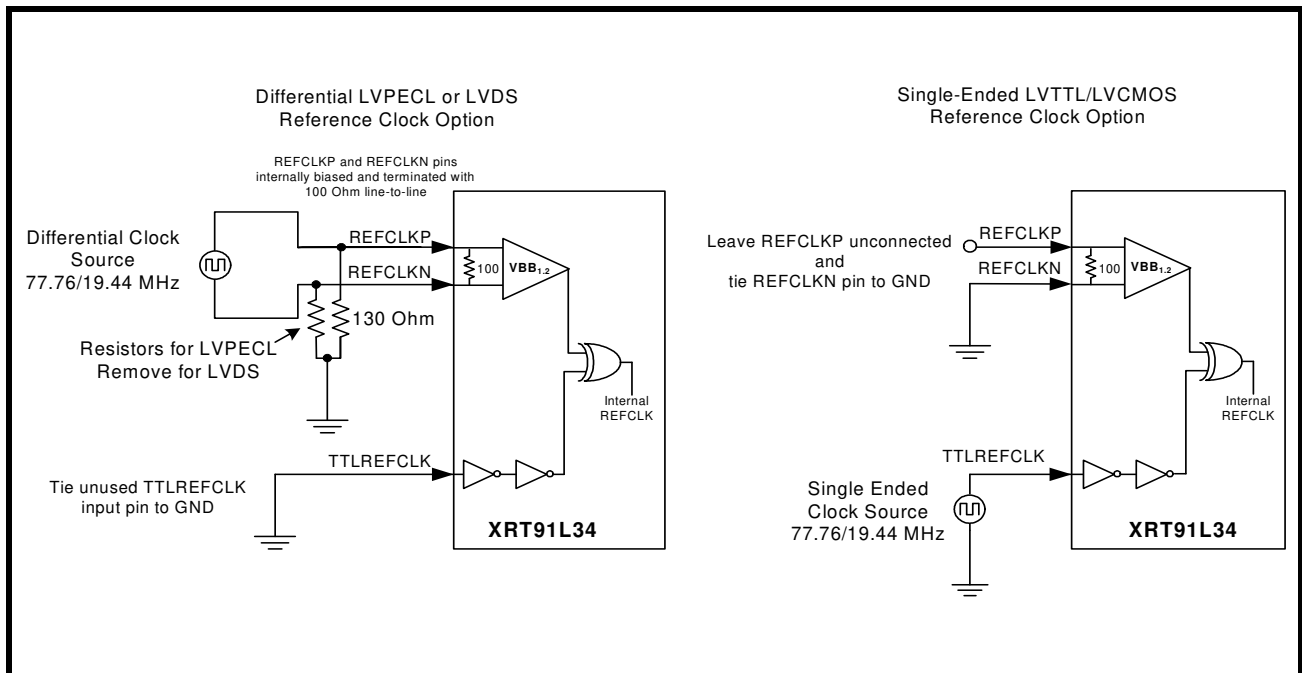 Differential LVPECL or LVDS
Reference Clock Option
REFCLKP and REFCLKN pins
internally biased and terminated with
100 Ohm line-to-line
Differential Clock
Source
77.76/19.44 MHz
REFCLKP
REFCLKN
100
VBB1.2
130 Ohm
Resistors for LVPECL
Remove for LVDS
Internal
REFCLK
TTLREFCLK
Tie unused TTLREFCLK
input pin to GND
XRT91L34
Single-Ended LVTTL/LVCMOS
Reference Clock Option
Leave REFCLKP unconnected
and
tie REFCLKN pin to GND
REFCLKP
REFCLKN
100
VBB1.2
Internal
REFCLK
TTLREFCLK
Single Ended
Clock Source
77.76/19.44 MHz
XRT91L34